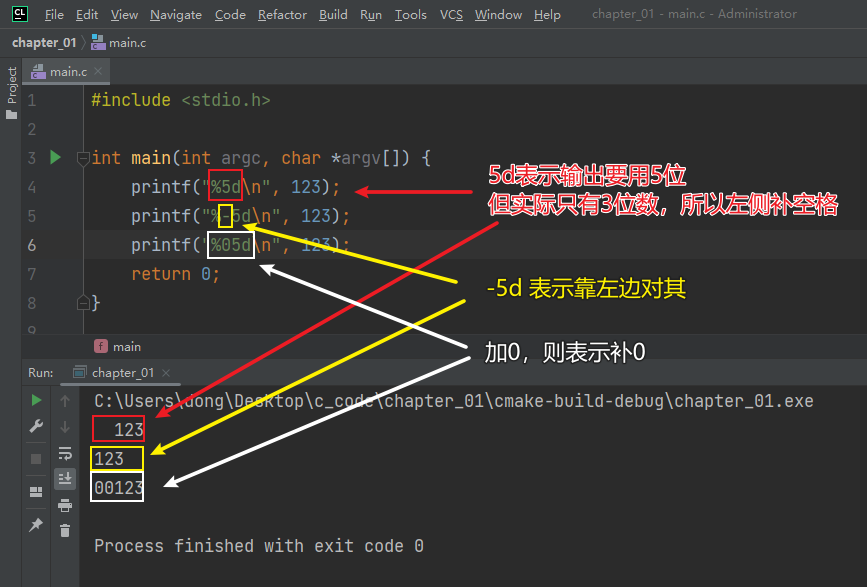 CL File Edit View Navigate Code Refactor Build Run Tools VCS Window Help chapter_01 - main.c - Administrator
chapter_01 main.c
Project
main.c
1 #include <stdio.h>
2
3 int main(int argc, char *argv[]) {
4 printf("%5d\n", 123);
5 printf("%-5d\n", 123);
6 printf("%05d\n", 123);
7 return 0;
8 }
9
5d表示输出要用5位
但实际只有3位数，所以左侧补空格
-5d 表示靠左边对其
加0，则表示补0
f main
Run: chapter_01
C:\Users\dong\Desktop\c_code\chapter_01\cmake-build-debug\chapter_01.exe
123
123
00123
Process finished with exit code 0